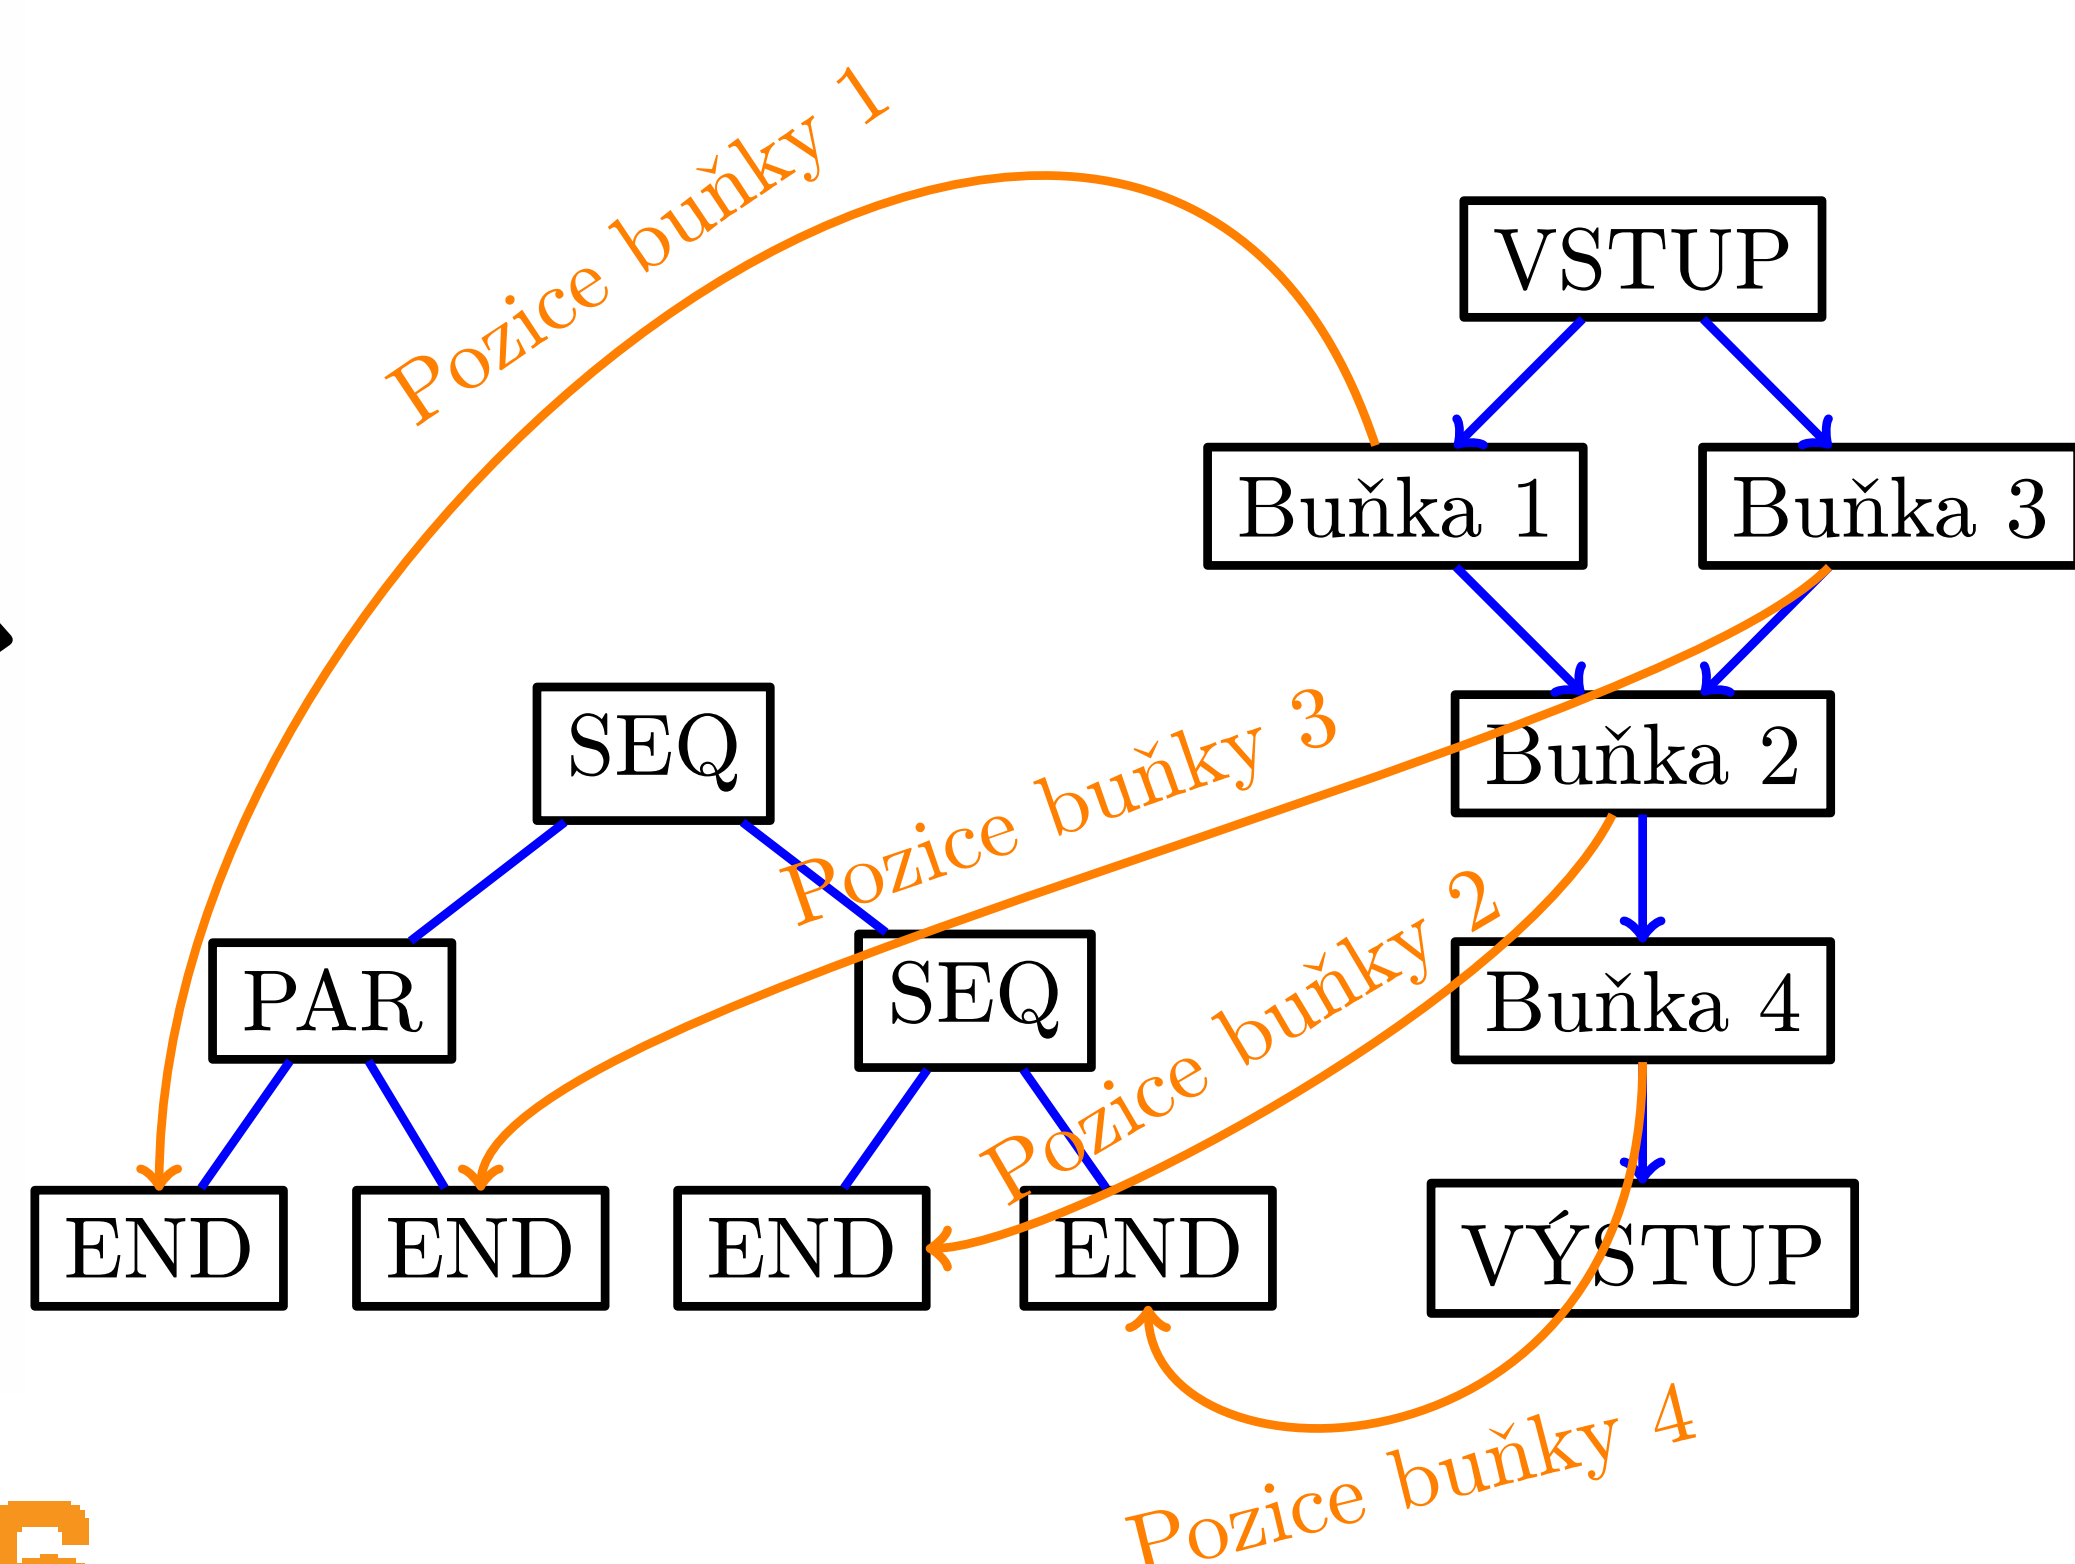 Pozice buňky 1
VSTUP
Buňka 1
Buňka 3
SEQ
Pozice buňky 3
Buňka 2
PAR
SEQ
Pozice buňky 2
Buňka 4
END
END
END
END
VÝSTUP
Pozice buňky 4